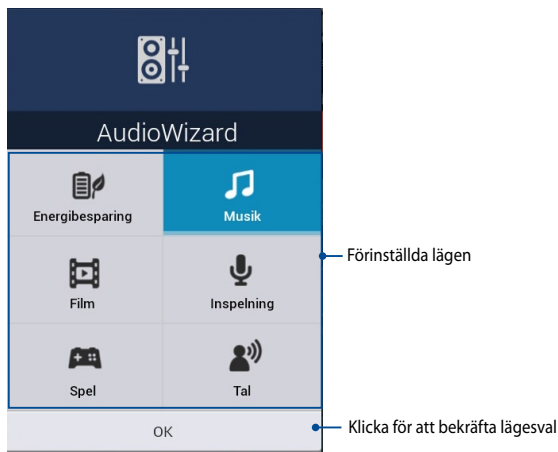 AudioWizard
Energibesparing
Musik
Film
Inspelning
Förinställda lägen
Spel
Tal
OK
Klicka för att bekräfta lägesval